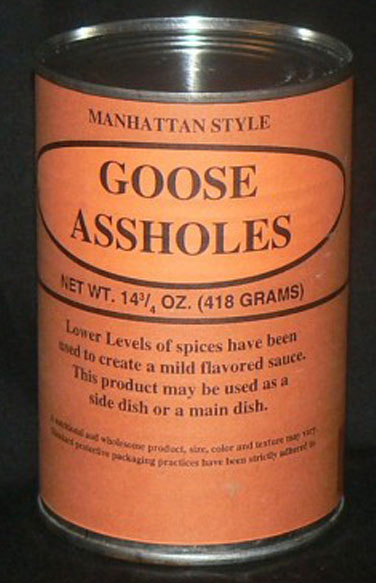 MANHATTAN STYLE
GOOSE
ASSHOLES
NET WT. 14¾ OZ. (418 GRAMS)
Lower Levels of spices have been
used to create a mild flavored sauce.
This product may be used as a
side dish or a main dish.
A nutritional and wholesome product, size, color and texture may vary.
Standard protective packaging practices have been strictly adhered to